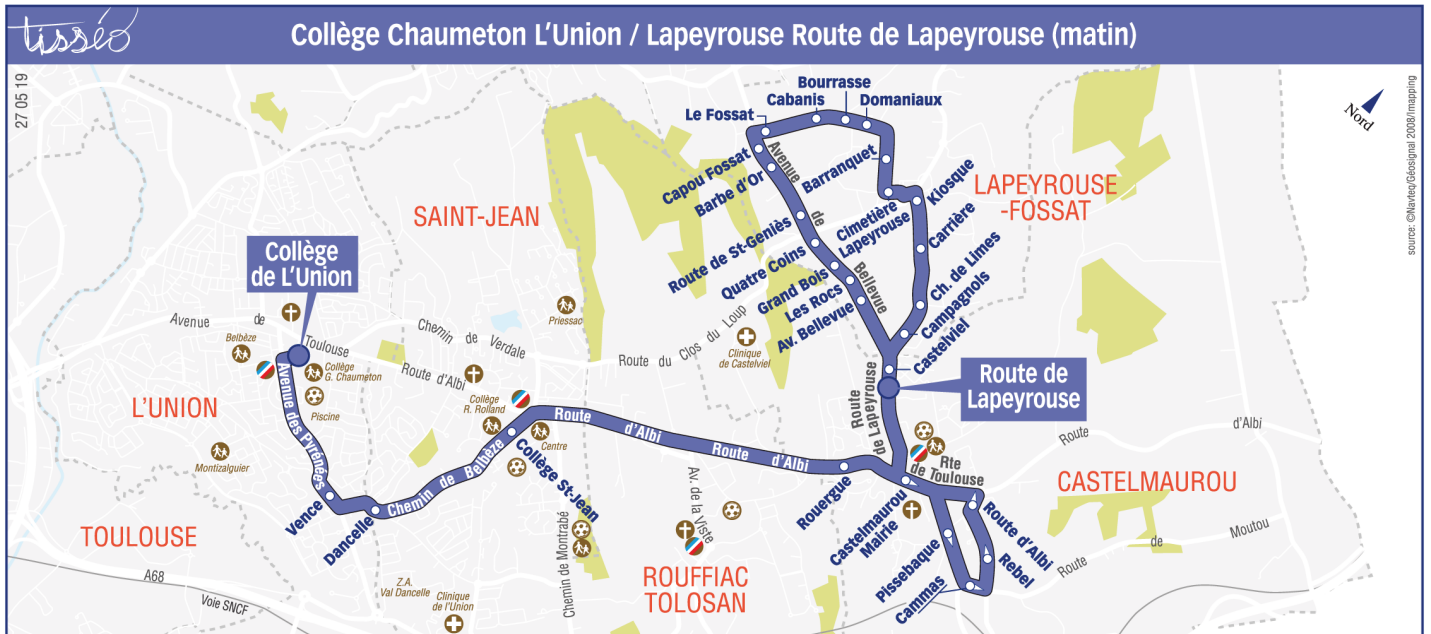 tisséo
Collège Chaumeton L'Union / Lapeyrouse Route de Lapeyrouse (matin)
27 05 19
source: ©Navteq/Géosignal 2008/mapping
Nord
Bourrasse
Cabanis
Domaniaux
Le Fossat
Capou Fossat
Barbe d'Or
Avenue
de
Bellevue
Barranquet
Kiosque
LAPEYROUSE
-FOSSAT
Cimetière
Lapeyrouse
Carrière
Route de St-Geniès
Quatre Coins
Grand Bois
Les Rocs
Av. Bellevue
Ch. de Limes
Campagnols
Castelviel
SAINT-JEAN
Collège
de L'Union
Priessac
Avenue de Toulouse
Belbèze
Chemin de Verdale
Route du Clos du Loup
Clinique
de Castelviel
Collège
G. Chaumeton
Route d'Albi
Piscine
Collège
R. Rolland
Centre
L'UNION
Avenue des Pyrénées
Montizalguier
Route de
Lapeyrouse
Route
de Lapeyrouse
Route
d'Albi
Route
d'Albi
Chemin de Belbèze
Collège St-Jean
Rte
de Toulouse
Route
d'Albi
CASTELMAUROU
Vence
Dancelle
Rouergue
Castelmaurou
Mairie
Av. de la Viste
Route d'Albi
Rebel
Pissebaque
Cammas
Route de Moutou
TOULOUSE
A68
Voie SNCF
Z.A.
Val Dancelle
Clinique
de l'Union
Chemin de Montrabé
ROUFFIAC
TOLOSAN